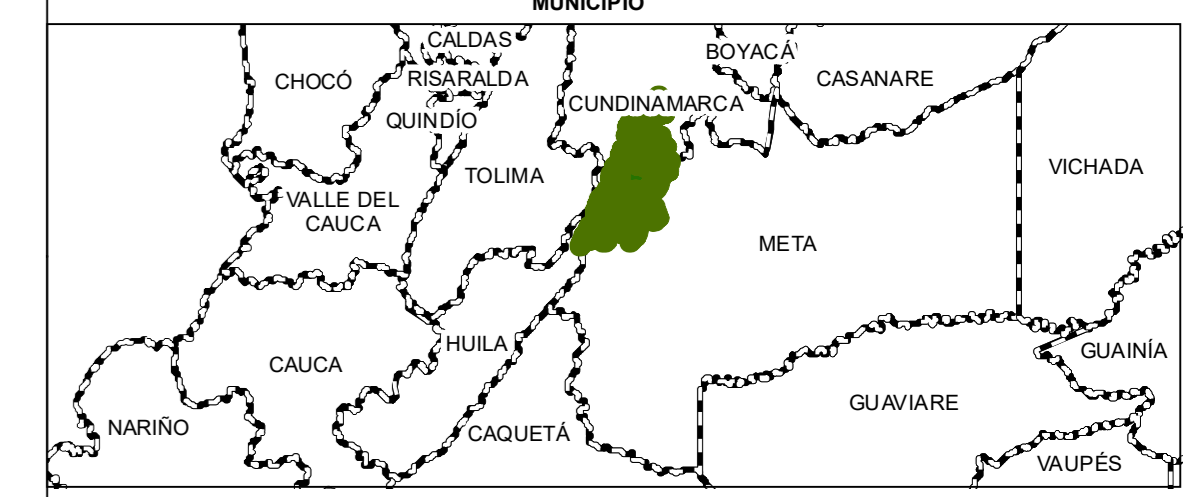 MUNICIPIO
CALDAS
BOYACÁ
CHOCÓ
RISARALDA
CASANARE
CUNDINAMARCA
QUINDÍO
TOLIMA
VICHADA
VALLE DEL
CAUCA
META
HUILA
GUAINÍA
CAUCA
GUAVIARE
NARIÑO
CAQUETÁ
VAUPÉS